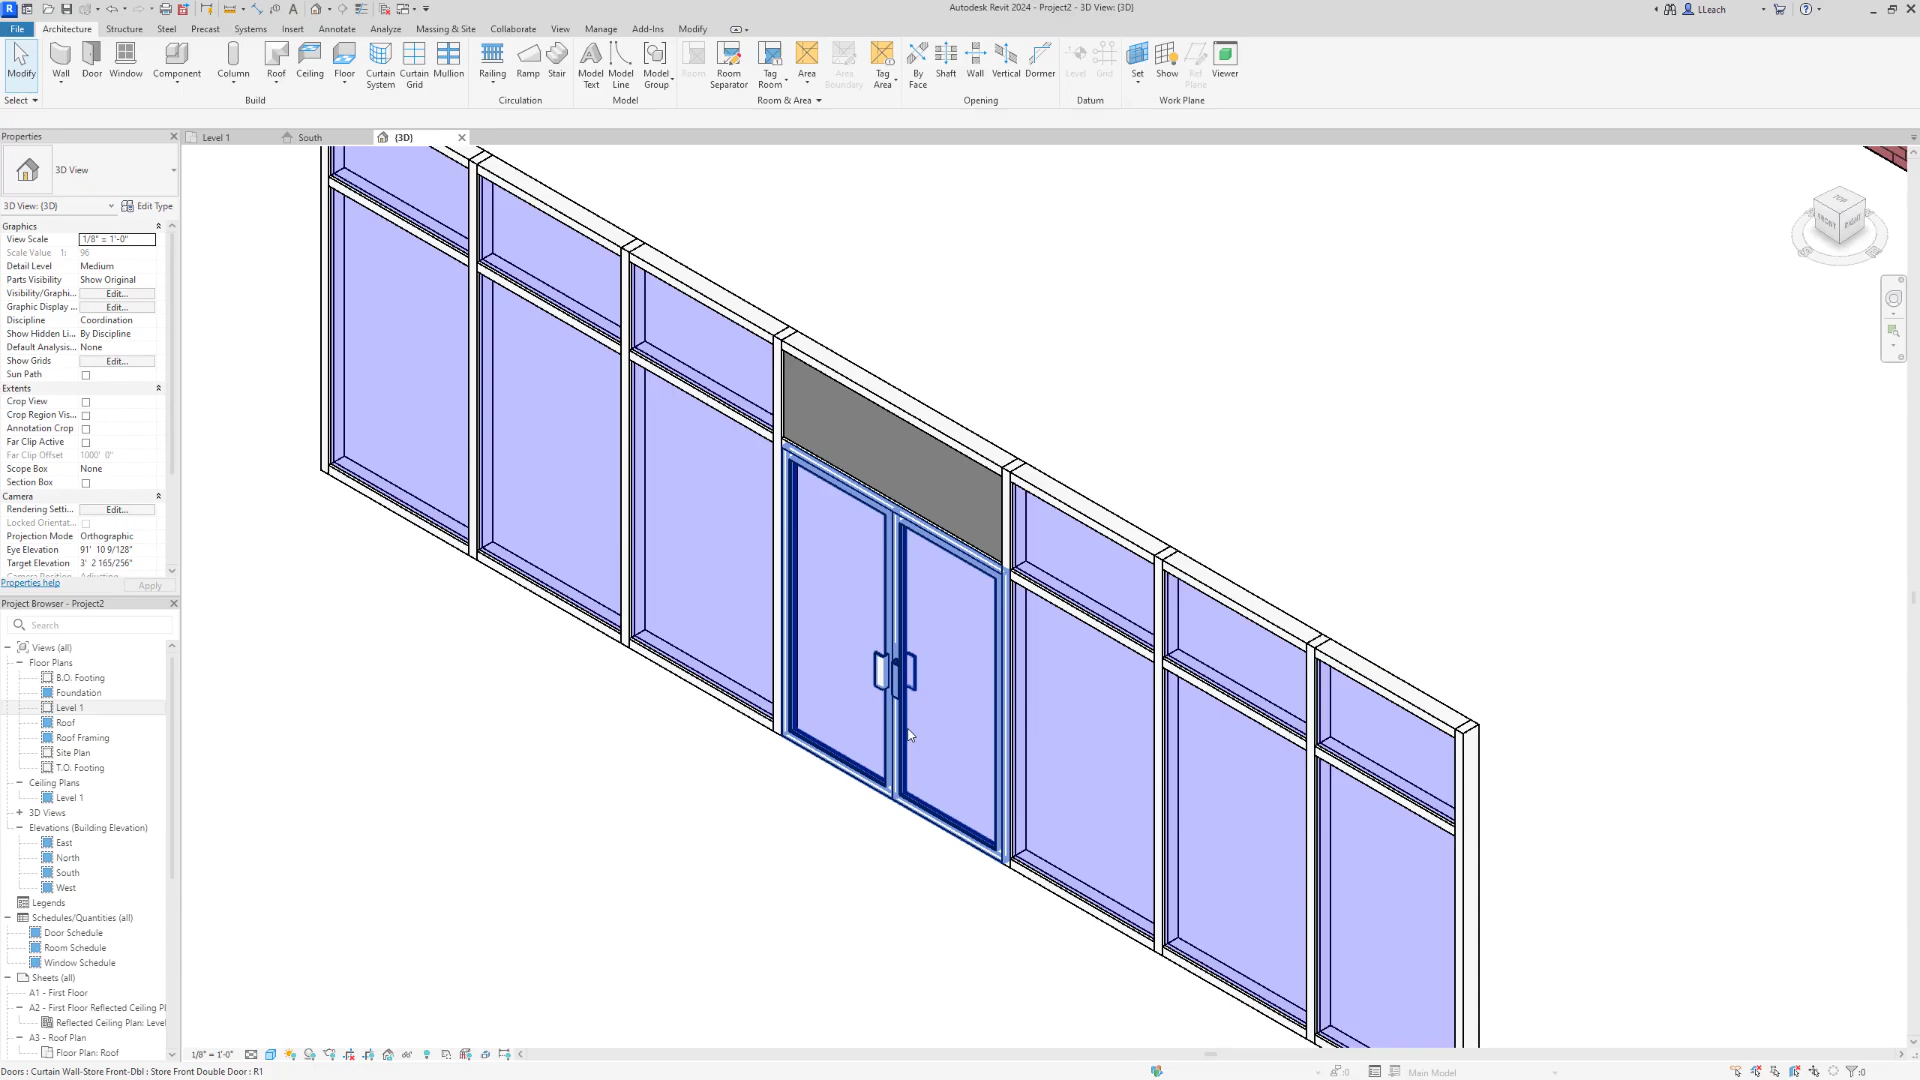 Autodesk Revit 2024 - Project2 - 3D View: {3D}
LLeach
File Architecture Structure Steel Precast Systems Insert Annotate Analyze Massing & Site Collaborate View Manage Add-Ins Modify
Modify Wall Door Window Component Column Roof Ceiling Floor Curtain System Curtain Grid Mullion Railing Ramp Stair Model Text Model Line Model Group Room Room Separator Tag Room Area Area Boundary Tag Area By Face Shaft Wall Vertical Dormer Level Grid Set Show Ref Plane Viewer
Select Build Circulation Model Room & Area Opening Datum Work Plane
Properties
Level 1 South {3D}
3D View
3D View: {3D} Edit Type
Graphics
View Scale 1/8" = 1'-0"
Scale Value 1: 96
Detail Level Medium
Parts Visibility Show Original
Visibility/Graphi... Edit...
Graphic Display ... Edit...
Discipline Coordination
Show Hidden Li... By Discipline
Default Analysis... None
Show Grids Edit...
Sun Path
Extents
Crop View
Crop Region Vis...
Annotation Crop
Far Clip Active
Far Clip Offset 1000' 0"
Scope Box None
Section Box
Camera
Rendering Setti... Edit...
Locked Orientat...
Projection Mode Orthographic
Eye Elevation 91' 10 9/128"
Target Elevation 3' 2 165/256"
Properties help Apply
Project Browser - Project2
Search
Views (all)
Floor Plans
B.O. Footing
Foundation
Level 1
Roof
Roof Framing
Site Plan
T.O. Footing
Ceiling Plans
Level 1
3D Views
Elevations (Building Elevation)
East
North
South
West
Legends
Schedules/Quantities (all)
Door Schedule
Room Schedule
Window Schedule
Sheets (all)
A1 - First Floor
A2 - First Floor Reflected Ceiling Pl
Reflected Ceiling Plan: Level
A3 - Roof Plan
Floor Plan: Roof
TOP
FRONT RIGHT
1/8" = 1'-0"
Doors : Curtain Wall-Store Front-Dbl : Store Front Double Door : R1
:0 Main Model :0